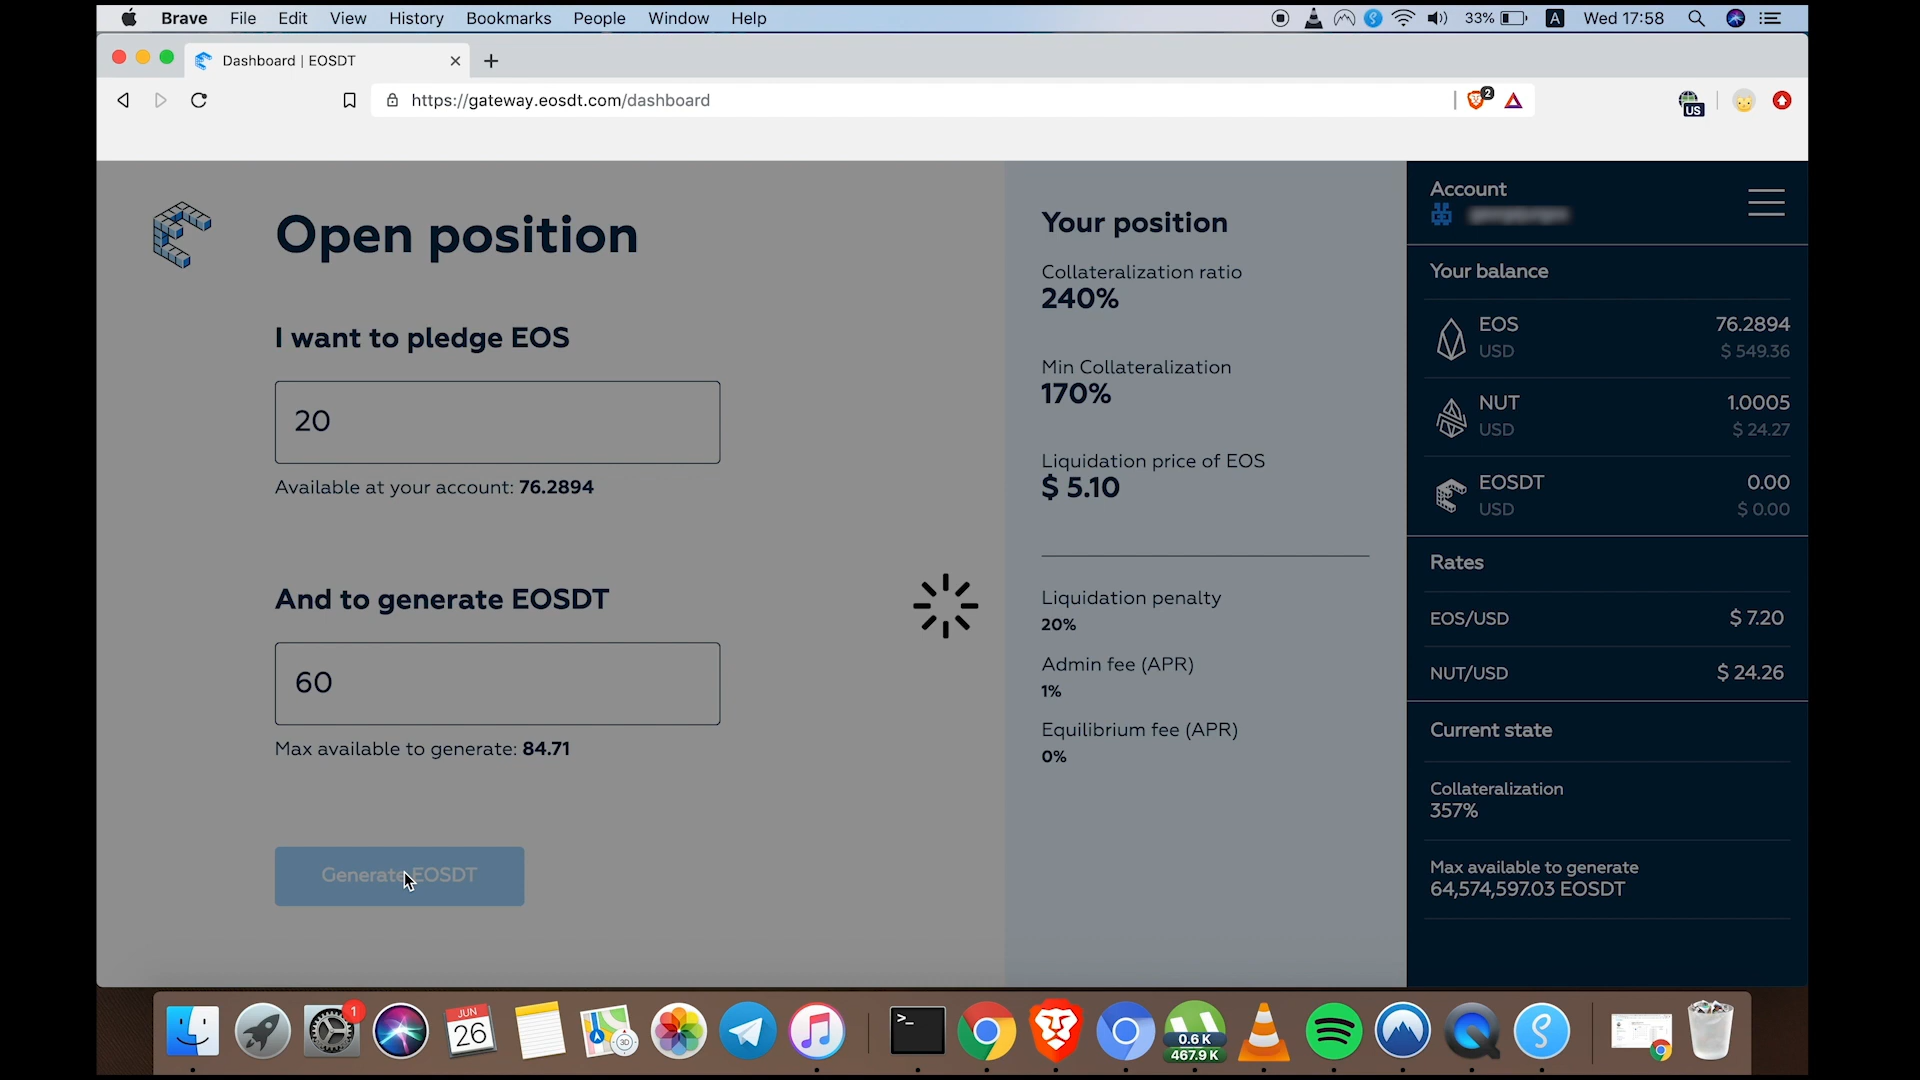 Brave File Edit View History Bookmarks People Window Help
33% A Wed 17:58
Dashboard | EOSDT
https://gateway.eosdt.com/dashboard
2
US
Open position
I want to pledge EOS
20
Available at your account: 76.2894
And to generate EOSDT
60
Max available to generate: 84.71
Generate EOSDT
Your position
Collateralization ratio
240%
Min Collateralization
170%
Liquidation price of EOS
$ 5.10
Liquidation penalty
20%
Admin fee (APR)
1%
Equilibrium fee (APR)
0%
Account
Your balance
EOS 76.2894
USD $ 549.36
NUT 1.0005
USD $ 24.27
EOSDT 0.00
USD $ 0.00
Rates
EOS/USD $ 7.20
NUT/USD $ 24.26
Current state
Collateralization
357%
Max available to generate
64,574,597.03 EOSDT
1
JUN
26
3D
>_
0.6 K
467.9 K